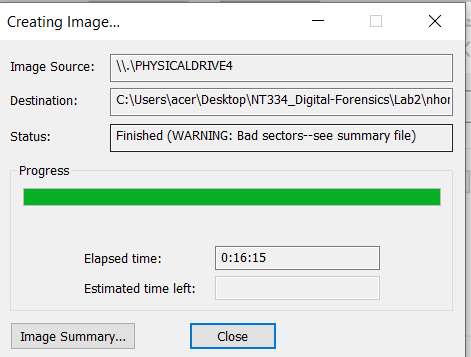 Creating Image...
Image Source: \\.\PHYSICALDRIVE4
Destination: C:\Users\acer\Desktop\NT334_Digital-Forensics\Lab2\nhor
Status: Finished (WARNING: Bad sectors--see summary file)
Progress
Elapsed time: 0:16:15
Estimated time left:
Image Summary... Close